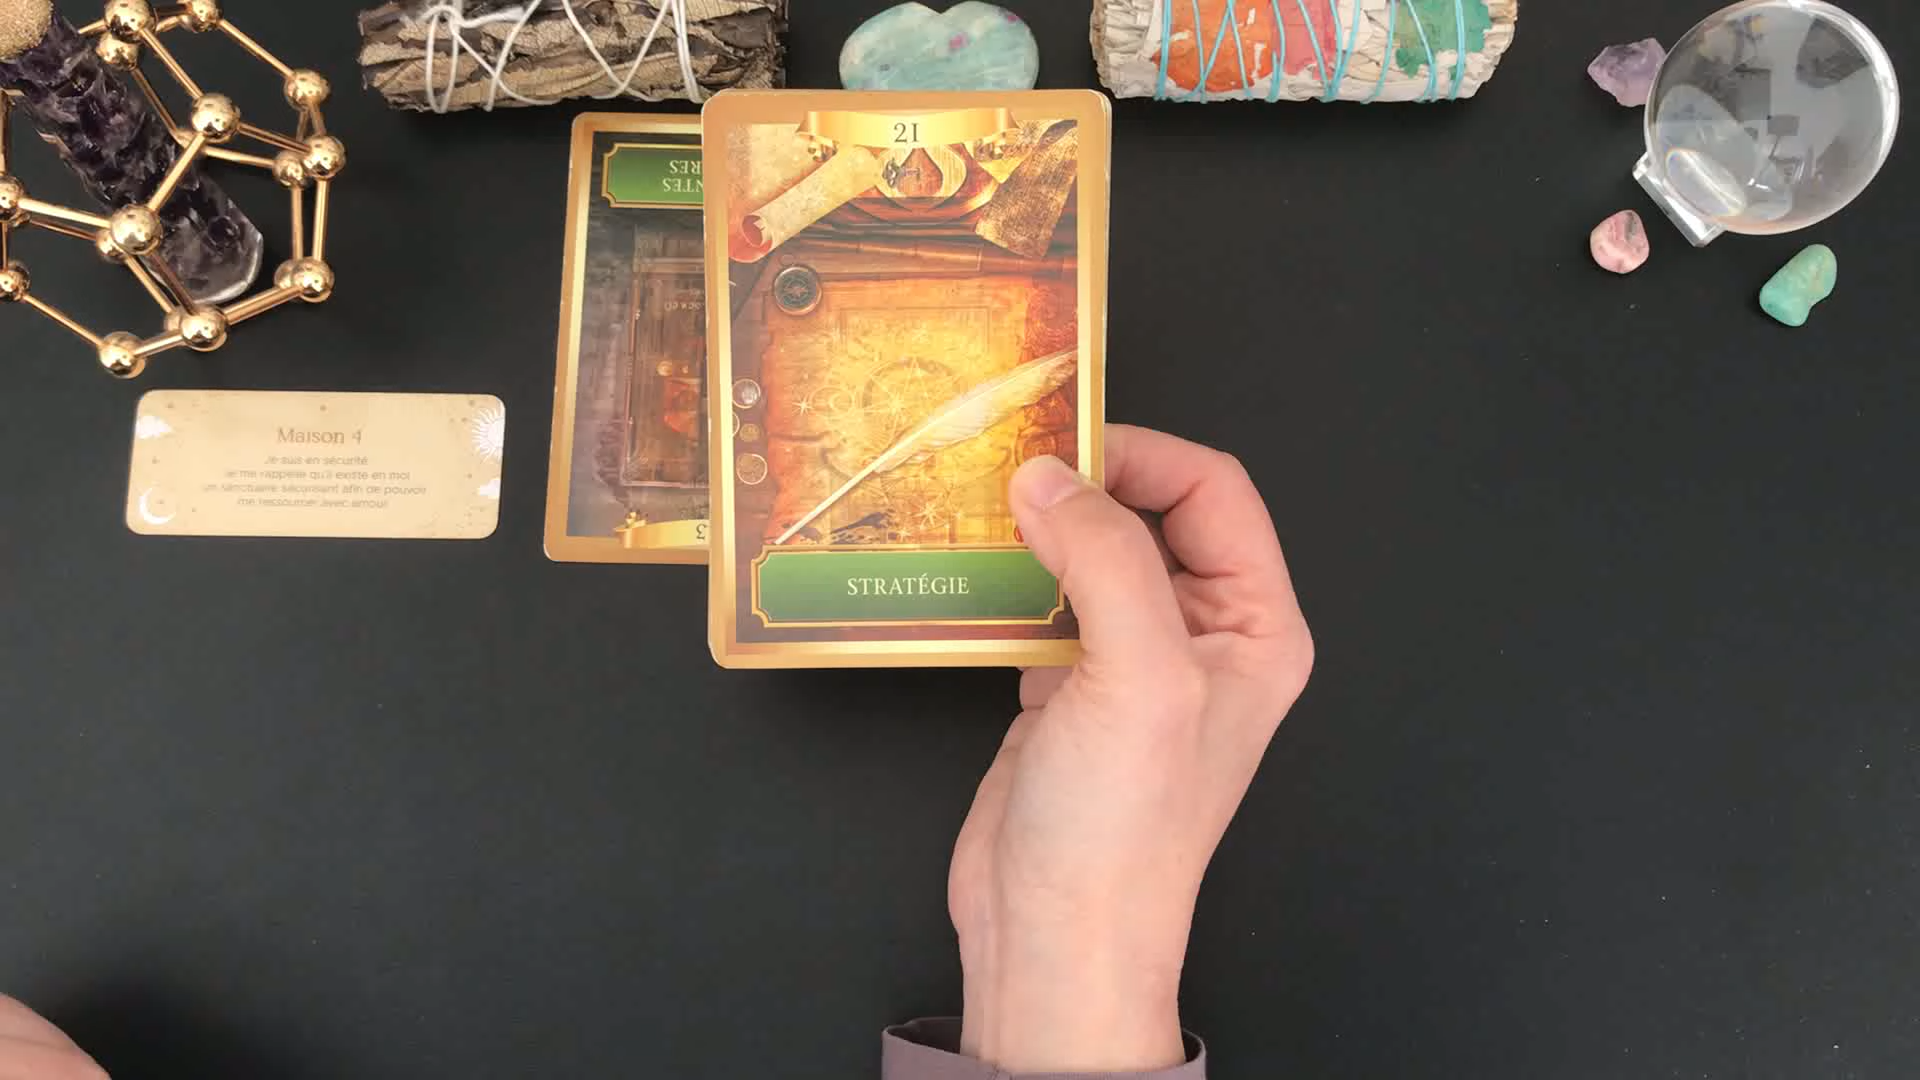 21
STRATÉGIE
Maison 4
Je suis en sécurité.
Je me rappelle qu'il existe en moi
un sanctuaire sécurisant afin de pouvoir
me ressourcer avec amour.